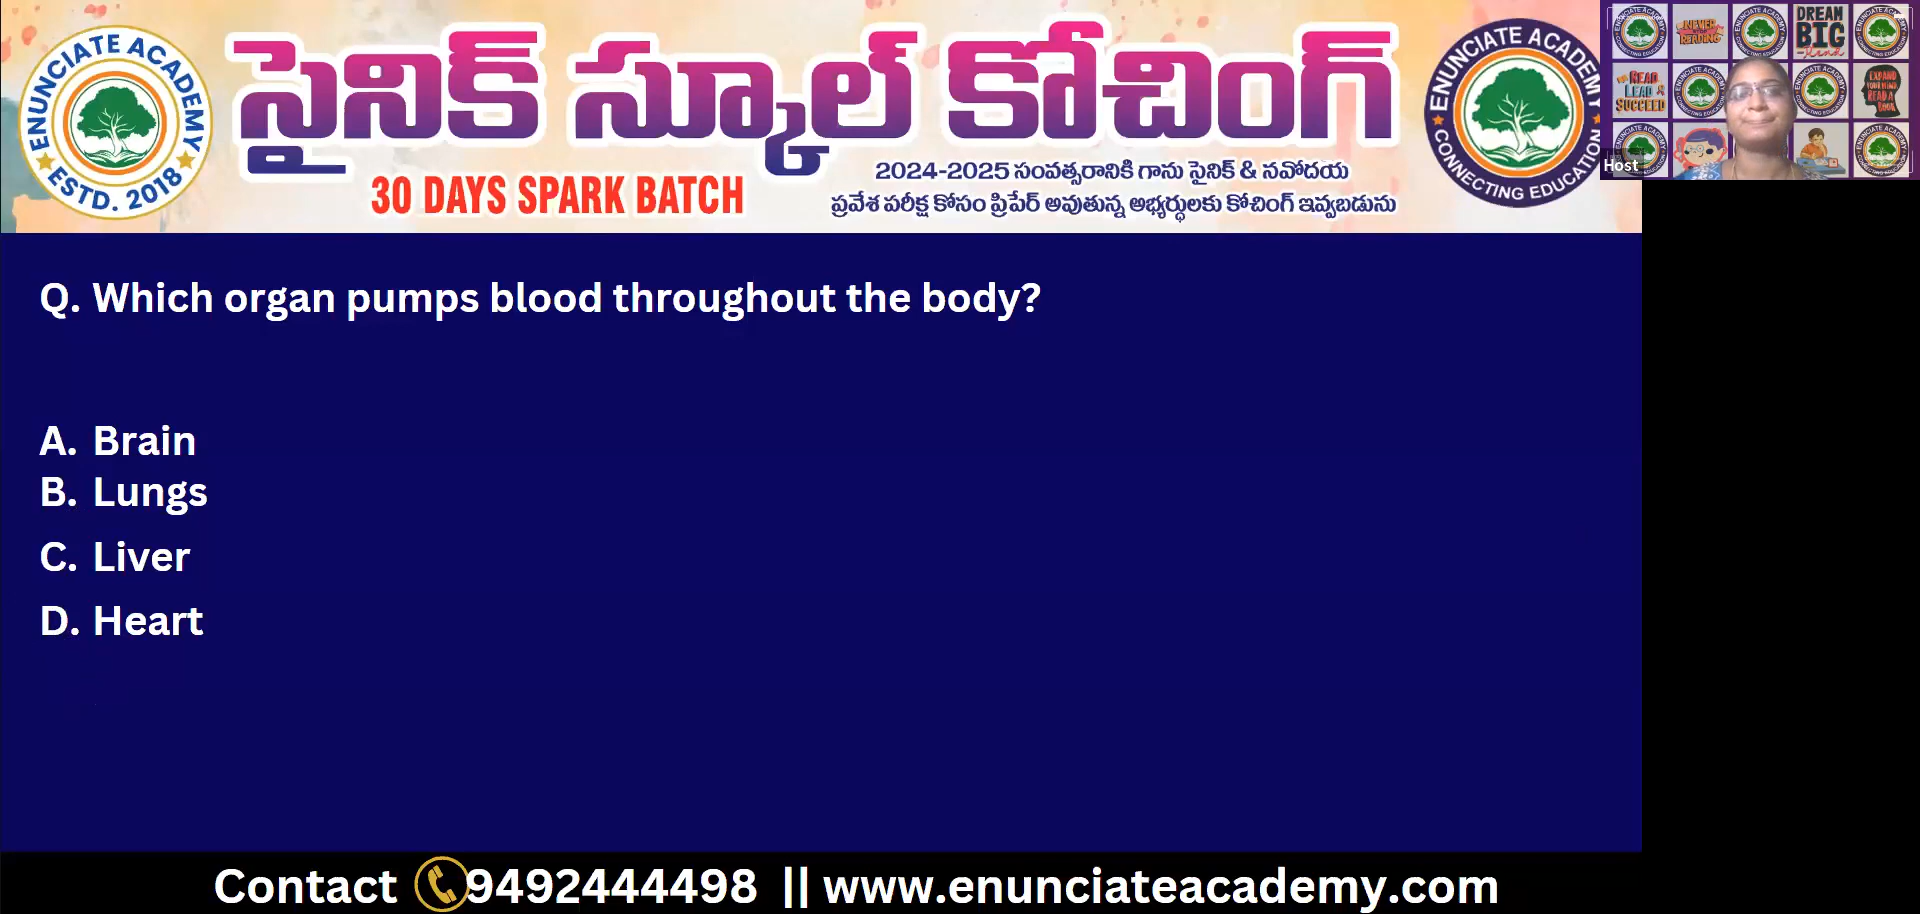 ENUNCIATE ACADEMY
ESTD. 2018
సైనిక్ స్కూల్ కోచింగ్
30 DAYS SPARK BATCH
2024-2025 సంవత్సరానికి గాను సైనిక్ & నవోదయ
ప్రవేశ పరీక్ష కోసం ప్రిపేర్ అవుతున్న అభ్యర్థులకు కోచింగ్ ఇవ్వబడును
ENUNCIATE ACADEMY
CONNECTING EDUCATION
DREAM
BIG
READ
LEAD
SUCCEED
Host
Q. Which organ pumps blood throughout the body?
A. Brain
B. Lungs
C. Liver
D. Heart
Contact 9492444498 || www.enunciateacademy.com